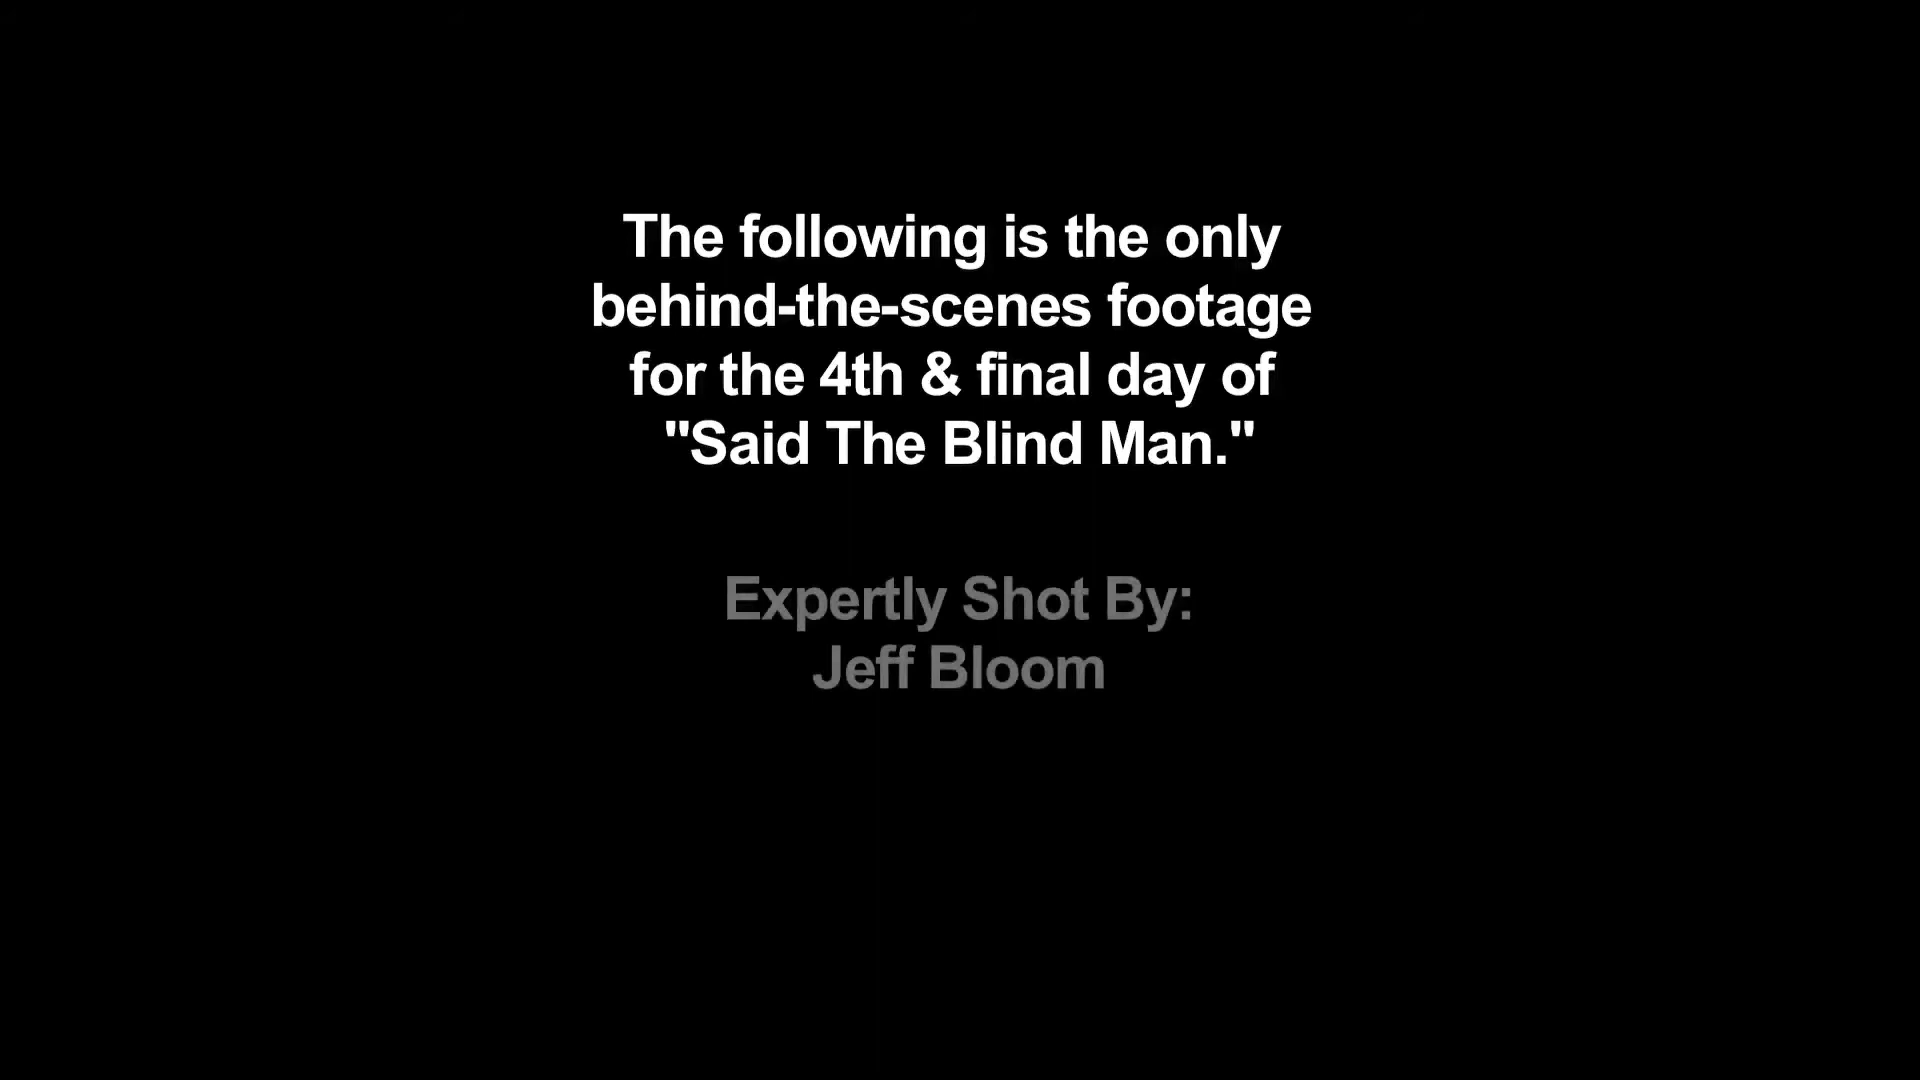 The following is the only
behind-the-scenes footage
for the 4th & final day of
"Said The Blind Man."
Expertly Shot By:
Jeff Bloom